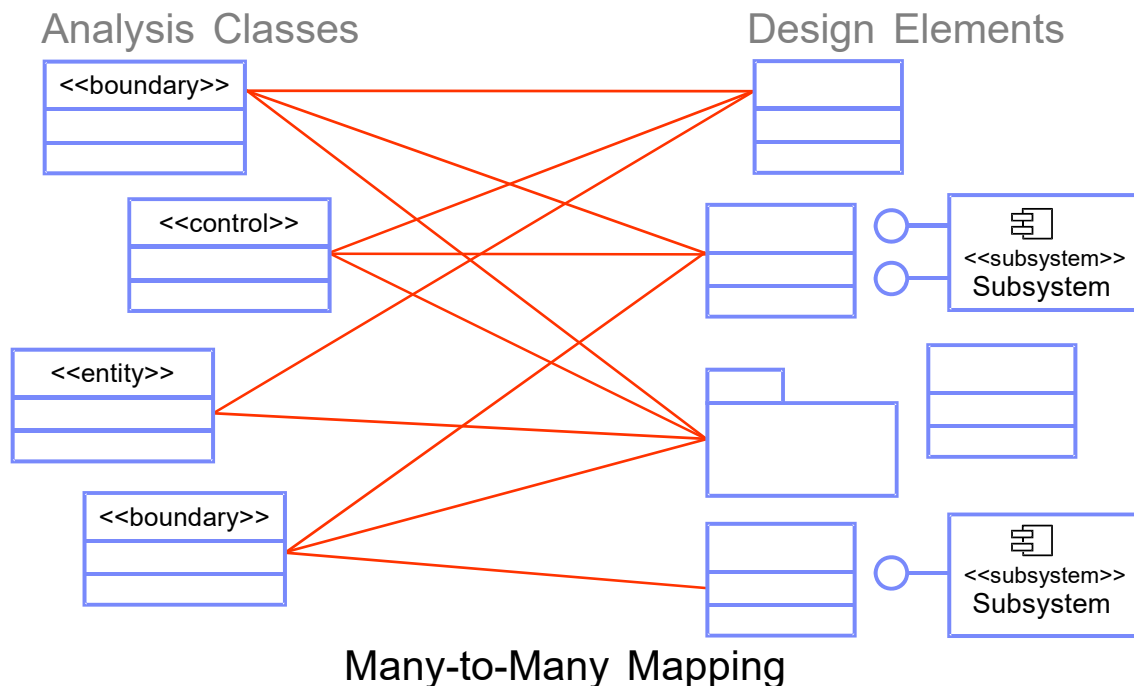 Analysis Classes
Design Elements
<<boundary>>
<<control>>
<<subsystem>>
Subsystem
<<entity>>
<<boundary>>
<<subsystem>>
Subsystem
Many-to-Many Mapping